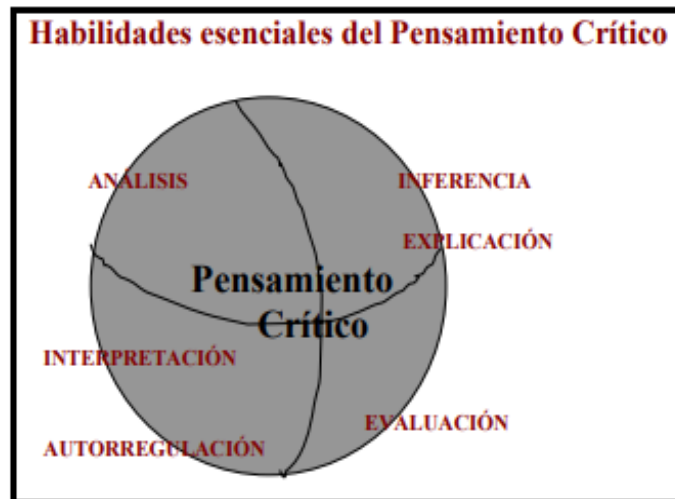 Habilidades esenciales del Pensamiento Crítico
ANÁLISIS
INFERENCIA
EXPLICACIÓN
Pensamiento
Crítico
INTERPRETACIÓN
EVALUACIÓN
AUTORREGULACIÓN